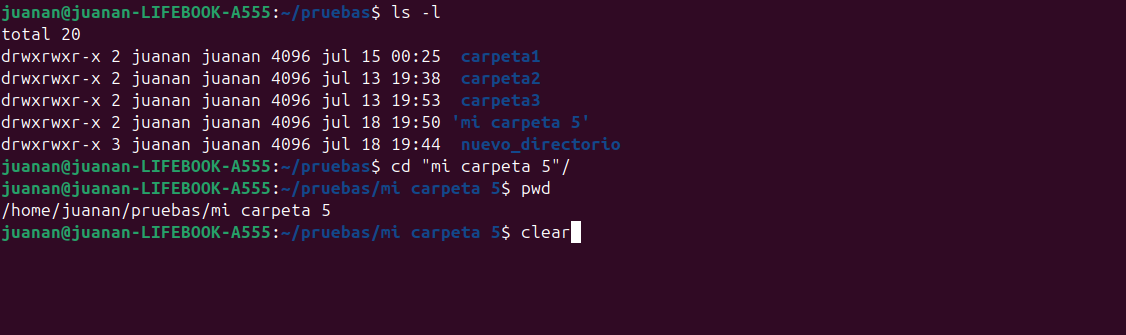 juanan@juanan-LIFEBOOK-A555:~/pruebas$ ls -l
total 20
drwxrwxr-x 2 juanan juanan 4096 jul 15 00:25  carpeta1
drwxrwxr-x 2 juanan juanan 4096 jul 13 19:38  carpeta2
drwxrwxr-x 2 juanan juanan 4096 jul 13 19:53  carpeta3
drwxrwxr-x 2 juanan juanan 4096 jul 18 19:50 'mi carpeta 5'
drwxrwxr-x 3 juanan juanan 4096 jul 18 19:44  nuevo_directorio
juanan@juanan-LIFEBOOK-A555:~/pruebas$ cd "mi carpeta 5"/
juanan@juanan-LIFEBOOK-A555:~/pruebas/mi carpeta 5$ pwd
/home/juanan/pruebas/mi carpeta 5
juanan@juanan-LIFEBOOK-A555:~/pruebas/mi carpeta 5$ clear